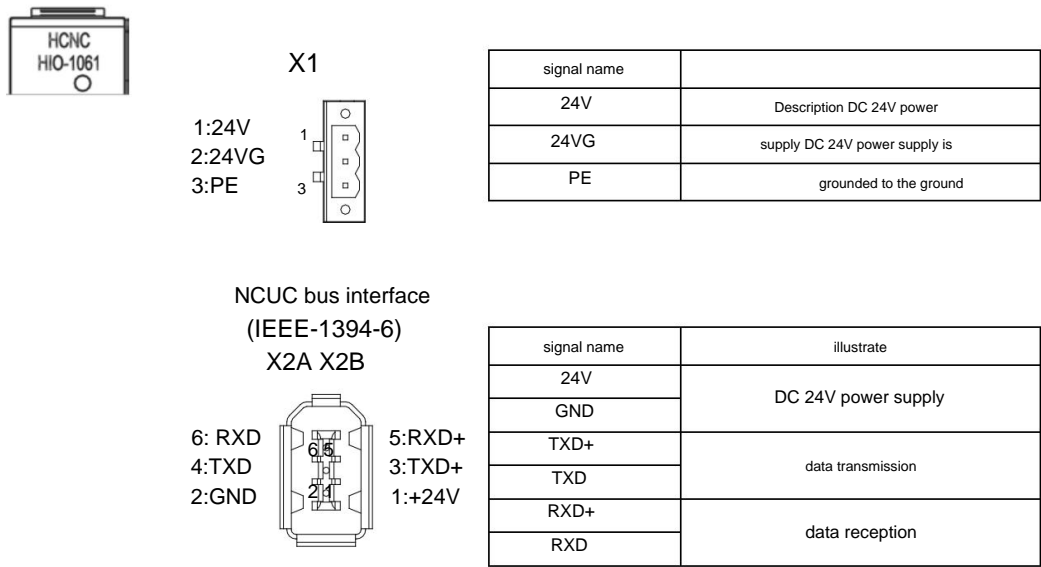 HCNC
HIO-1061
X1
1:24V
2:24VG
3:PE
1
3
signal name
24V Description DC 24V power
24VG supply DC 24V power supply is
PE grounded to the ground
NCUC bus interface
(IEEE-1394-6)
X2A X2B
6: RXD
4:TXD
2:GND
6 5
2 1
5:RXD+
3:TXD+
1:+24V
signal name illustrate
24V
DC 24V power supply
GND
TXD+
data transmission
TXD
RXD+
data reception
RXD